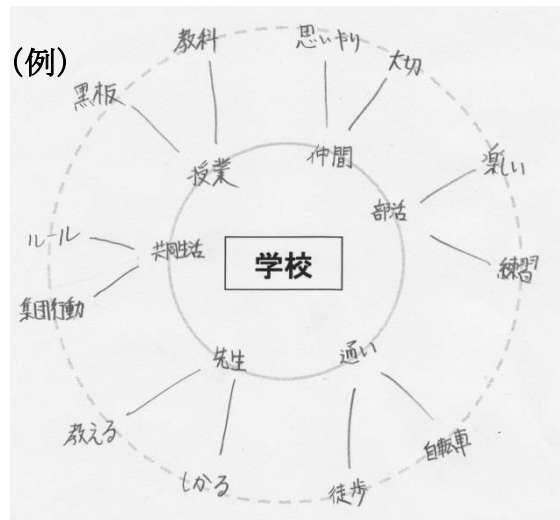 (例)
教科
思いやり
大切
黒板
授業
仲間
楽しい
部活
ルール
共同生活
学校
練習
集団行動
先生
通い
教える
しかる
徒歩
自転車